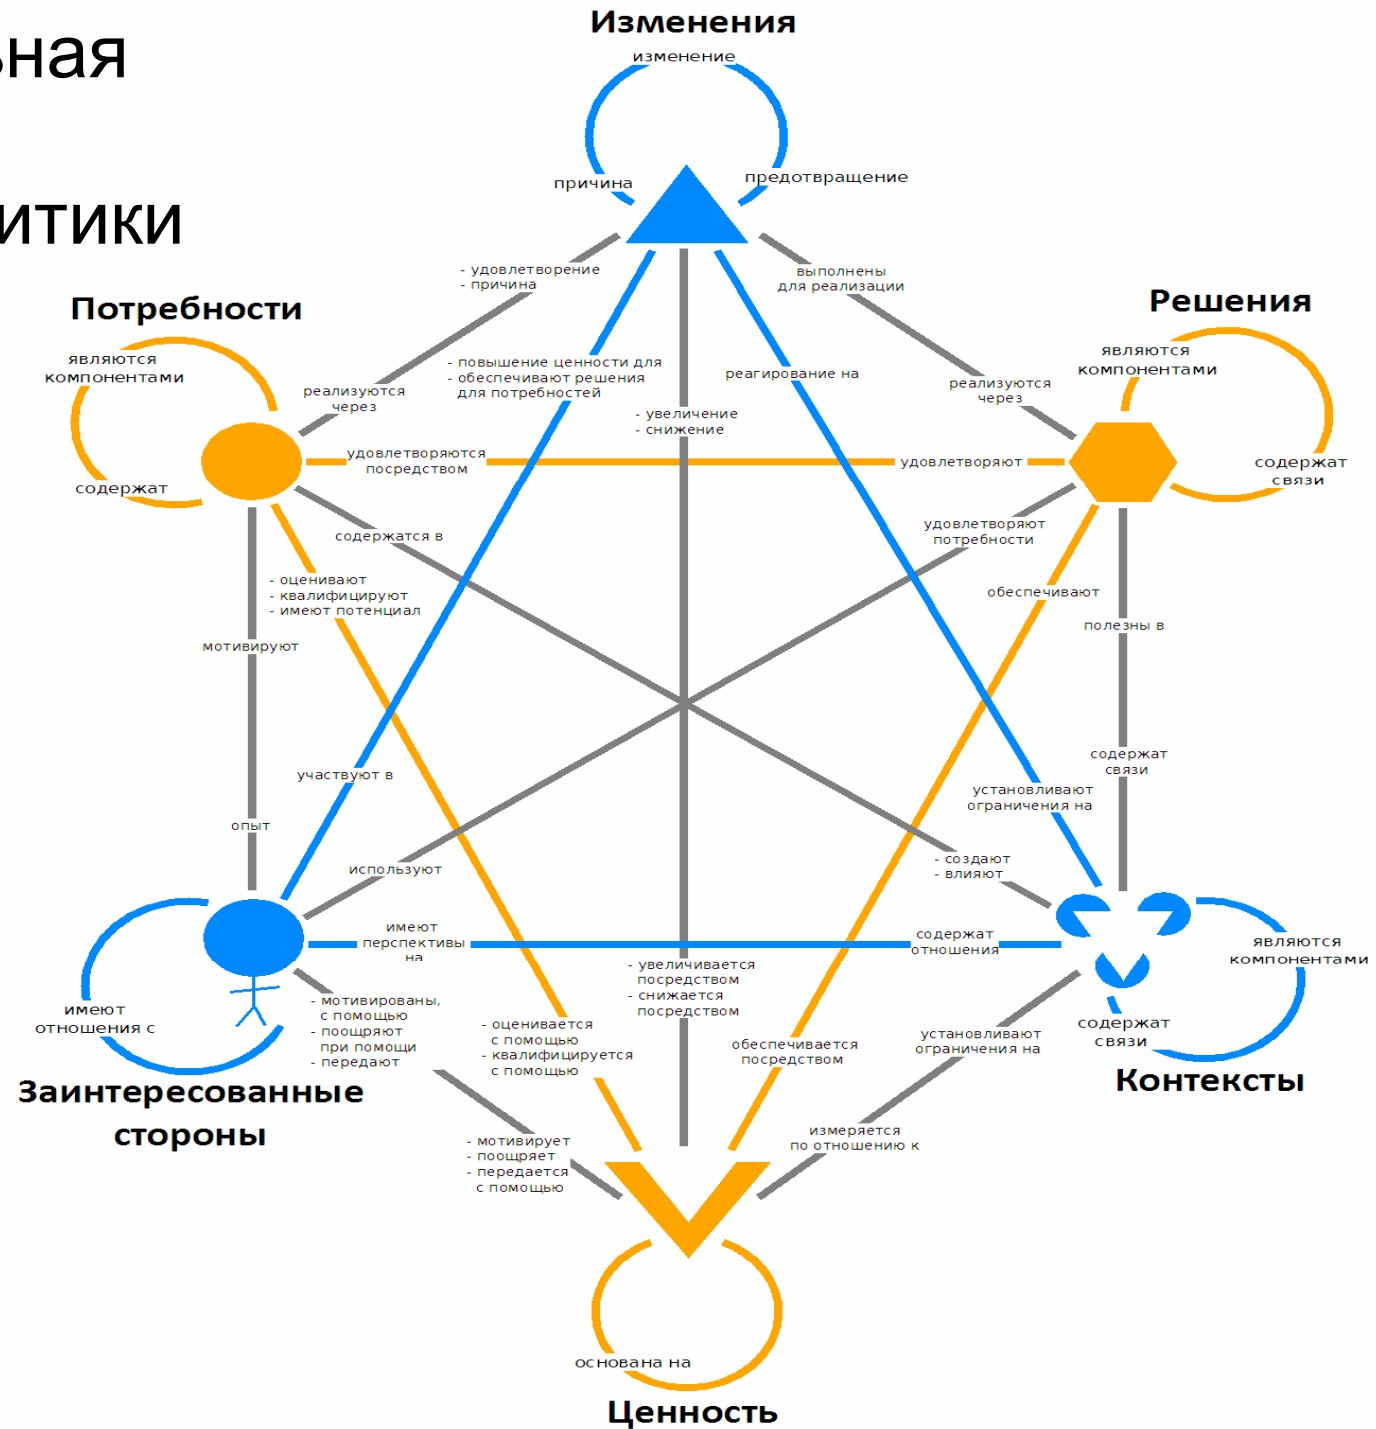 ьная
итики
Изменения
изменение
причина
предотвращение
- удовлетворение
- причина
выполнены
для реализации
Потребности
Решения
являются
компонентами
являются
компонентами
- повышение ценности для
- обеспечивают решения
для потребностей
реагирование на
реализуются
через
реализуются
через
- увеличение
- снижение
удовлетворяются
посредством
удовлетворяют
содержат
содержат
связи
содержатся в
удовлетворяют
потребности
- оценивают
- квалифицируют
- имеют потенциал
обеспечивают
полезны в
мотивируют
участвуют в
содержат
связи
установливают
ограничения на
опыт
используют
- создают
- влияют
имеют
перспективы
на
содержат
отношения
являются
компонентами
- увеличивается
посредством
- снижается
посредством
имеют
отношения с
- мотивированы,
с помощью
- поощряют
при помощи
- передают
- оценивается
с помощью
- квалифицируется
с помощью
обеспечивается
посредством
установливают
ограничения на
содержат
связи
Заинтересованные
стороны
Контексты
- мотивирует
- поощряет
- передается
с помощью
измеряется
по отношению к
основана на
Ценность